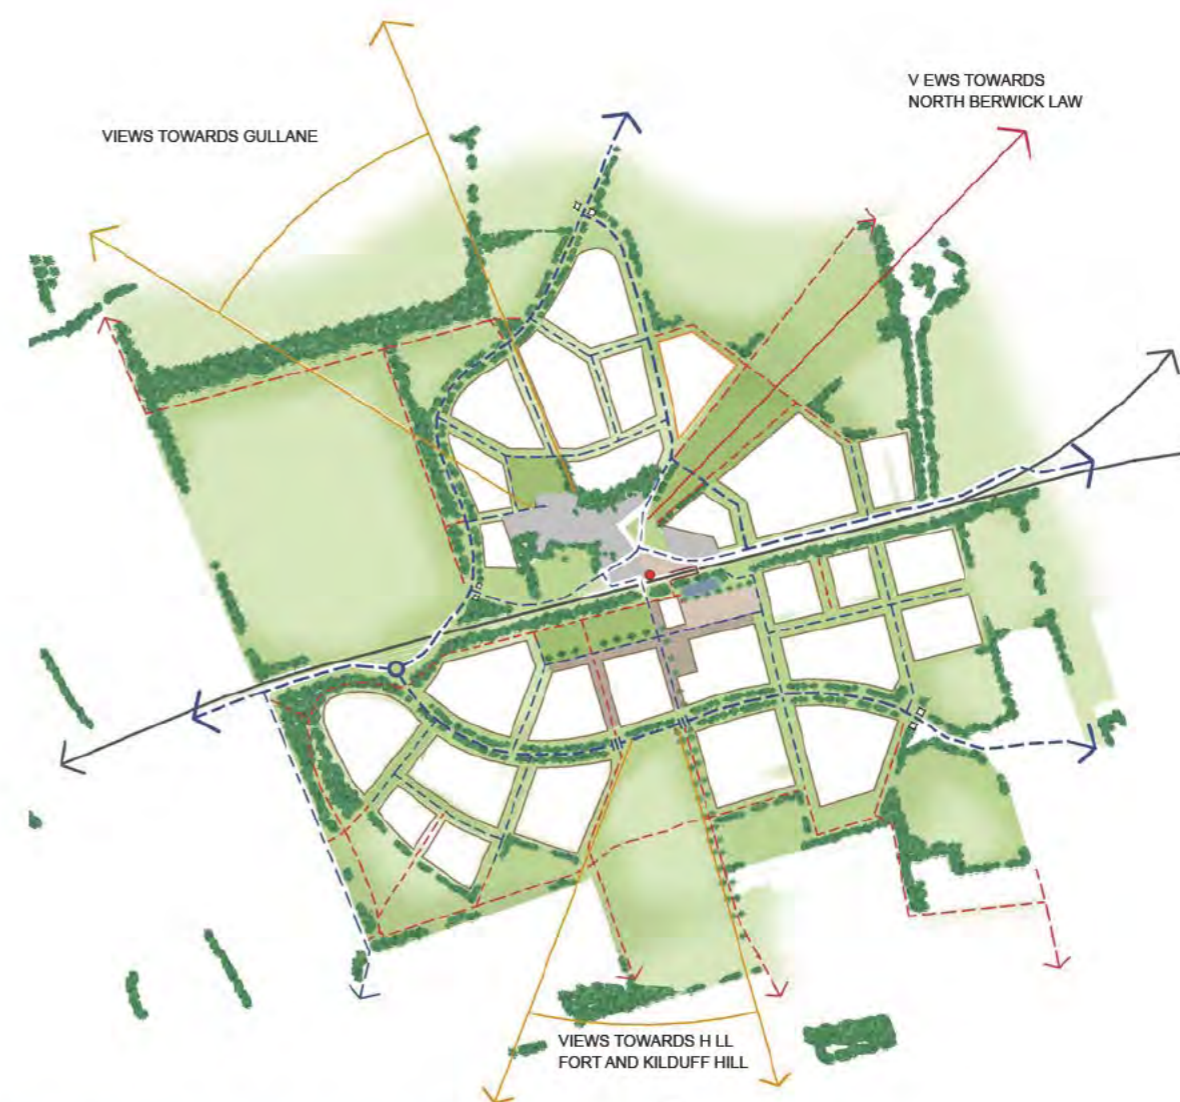 V EWS TOWARDS
NORTH BERWICK LAW
VIEWS TOWARDS GULLANE
VIEWS TOWARDS H LL
FORT AND KILDUFF HILL